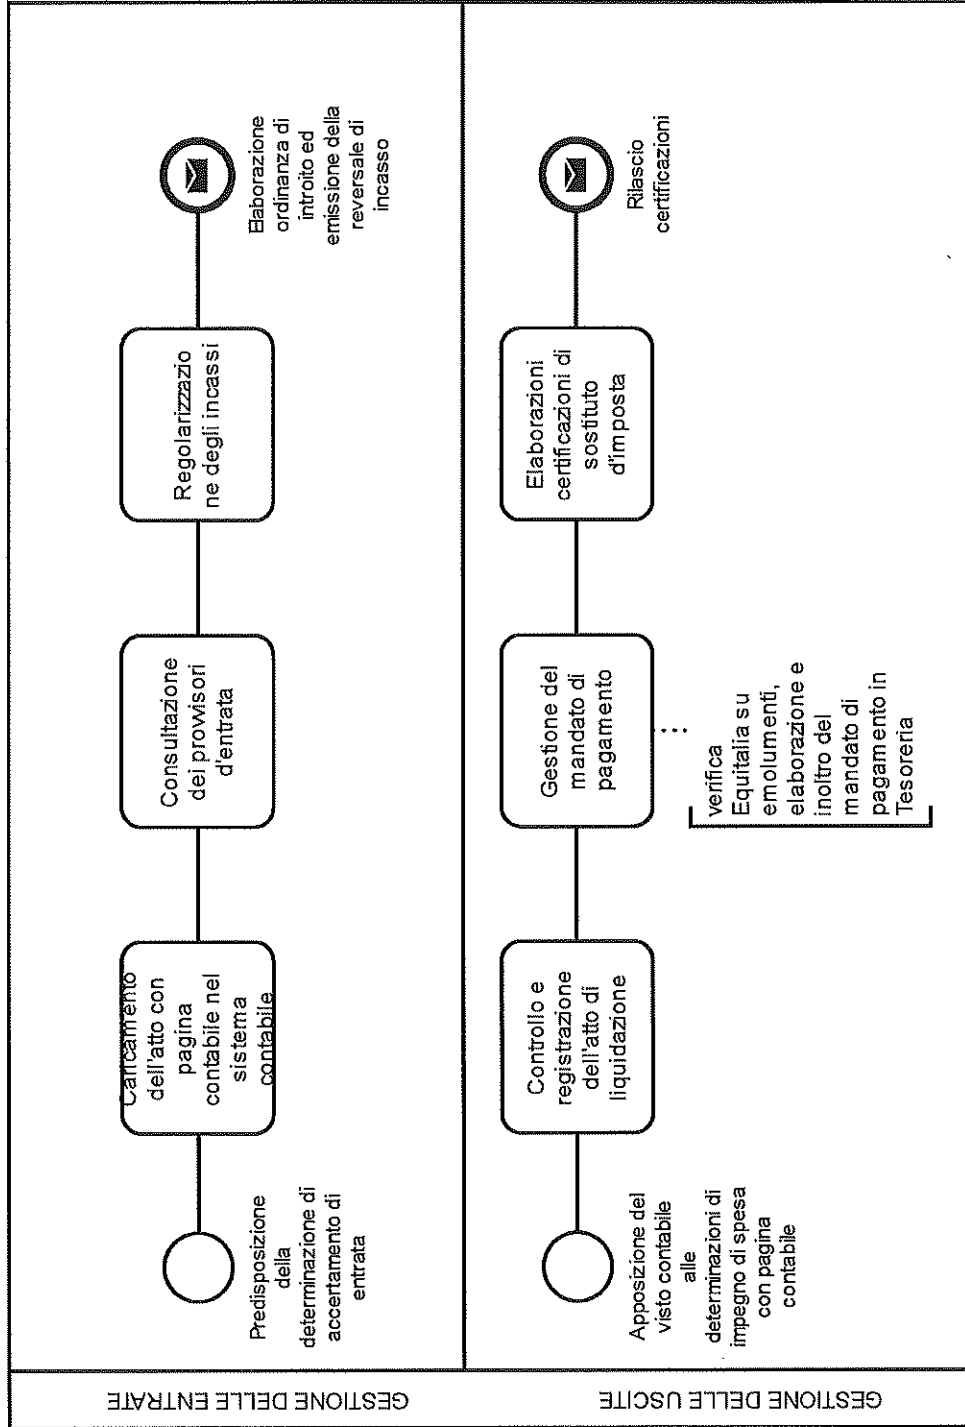 GESTIONE DELLE ENTRATE
Predisposizione
della
determinazione di
accertamento di
entrata
Caricamento
dell'atto con
pagina
contabile nel
sistema
contabile
Consultazione
dei provvisori
d'entrata
Regolarizzazio
ne degli incassi
Elaborazione
ordinanza di
introito ed
emissione della
reversale di
incasso
GESTIONE DELLE USCITE
Apposizione del
visto contabile
alle
determinazioni di
impegno di spesa
con pagina
contabile
Controllo e
registrazione
dell'atto di
liquidazione
Gestione del
mandato di
pagamento
verifica
Equitalia su
emolumenti,
elaborazione e
inoltro del
mandato di
pagamento in
Tesoreria
Elaborazioni
certificazioni di
sostituto
d'imposta
Rilascio
certificazioni